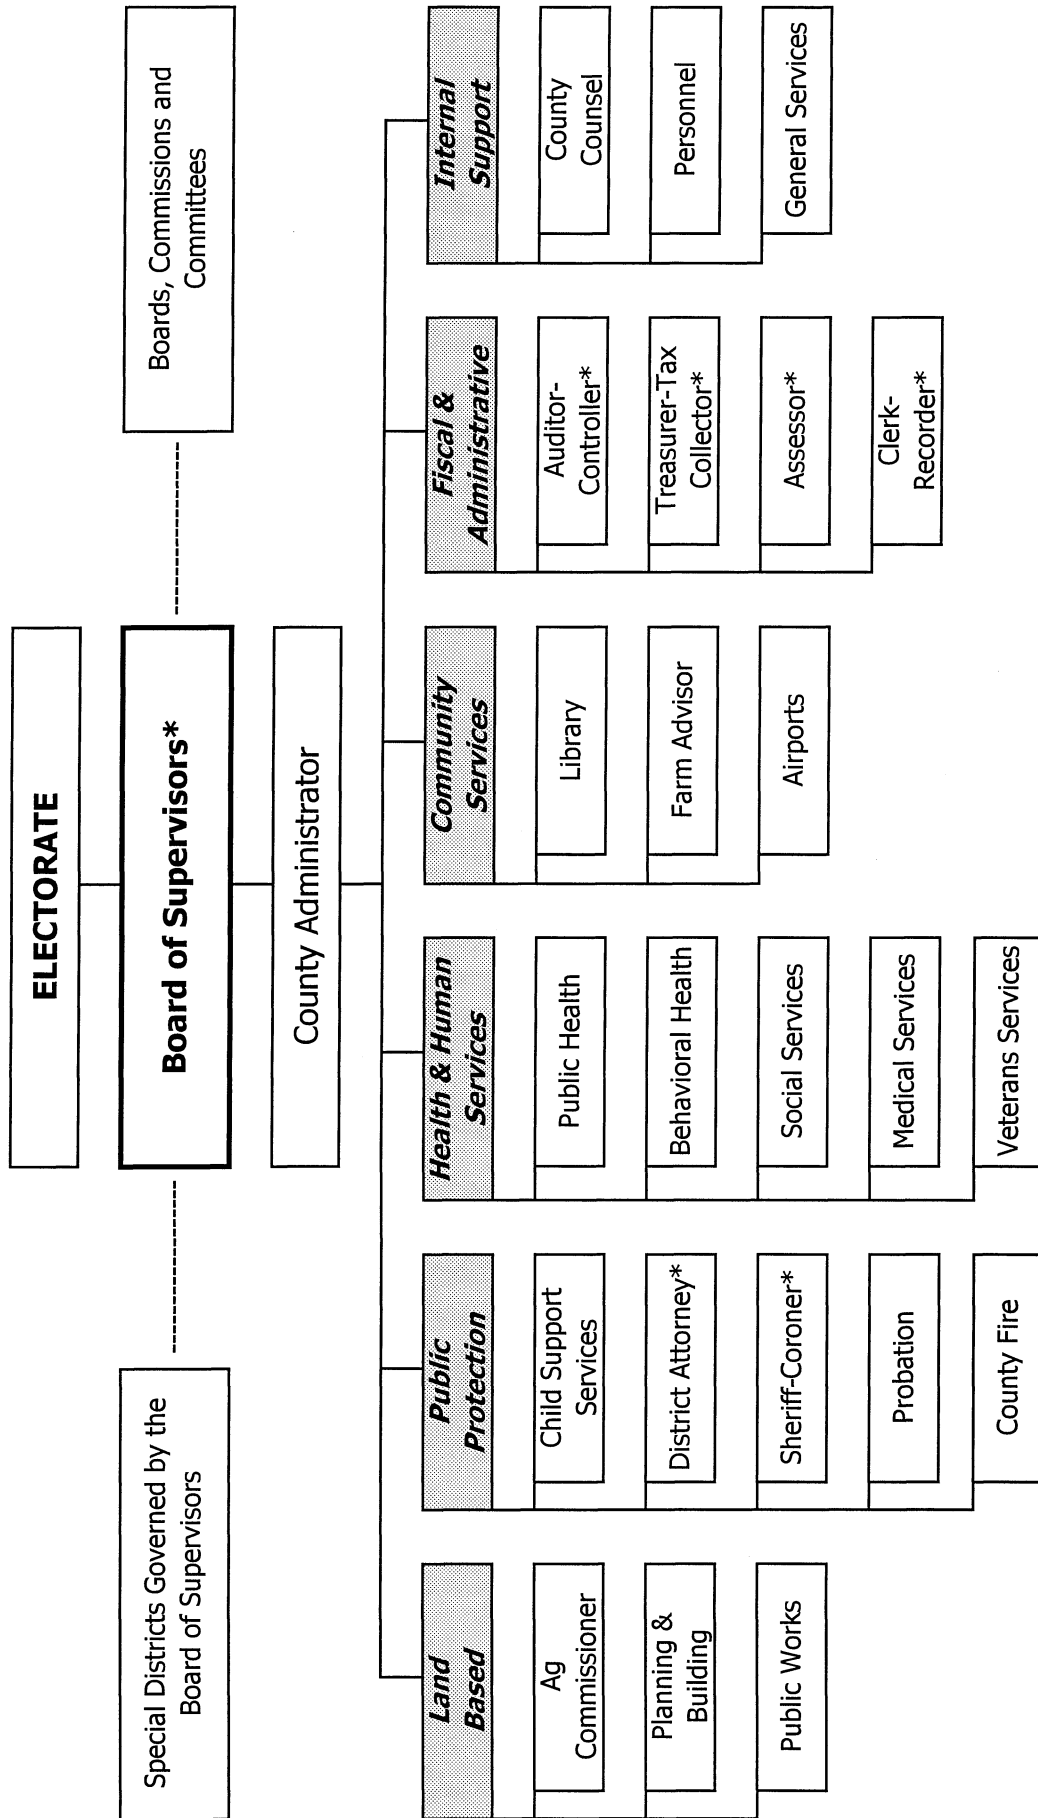 ELECTORATE
Special Districts Governed by the
Board of Supervisors
Board of Supervisors*
Boards, Commissions and
Committees
County Administrator
Land
Based
Ag
Commissioner
Planning &
Building
Public Works
Public
Protection
Child Support
Services
District Attorney*
Sheriff-Coroner*
Probation
County Fire
Health & Human
Services
Public Health
Behavioral Health
Social Services
Medical Services
Veterans Services
Community
Services
Library
Farm Advisor
Airports
Fiscal &
Administrative
Auditor-
Controller*
Treasurer-Tax
Collector*
Assessor*
Clerk-
Recorder*
Internal
Support
County
Counsel
Personnel
General Services